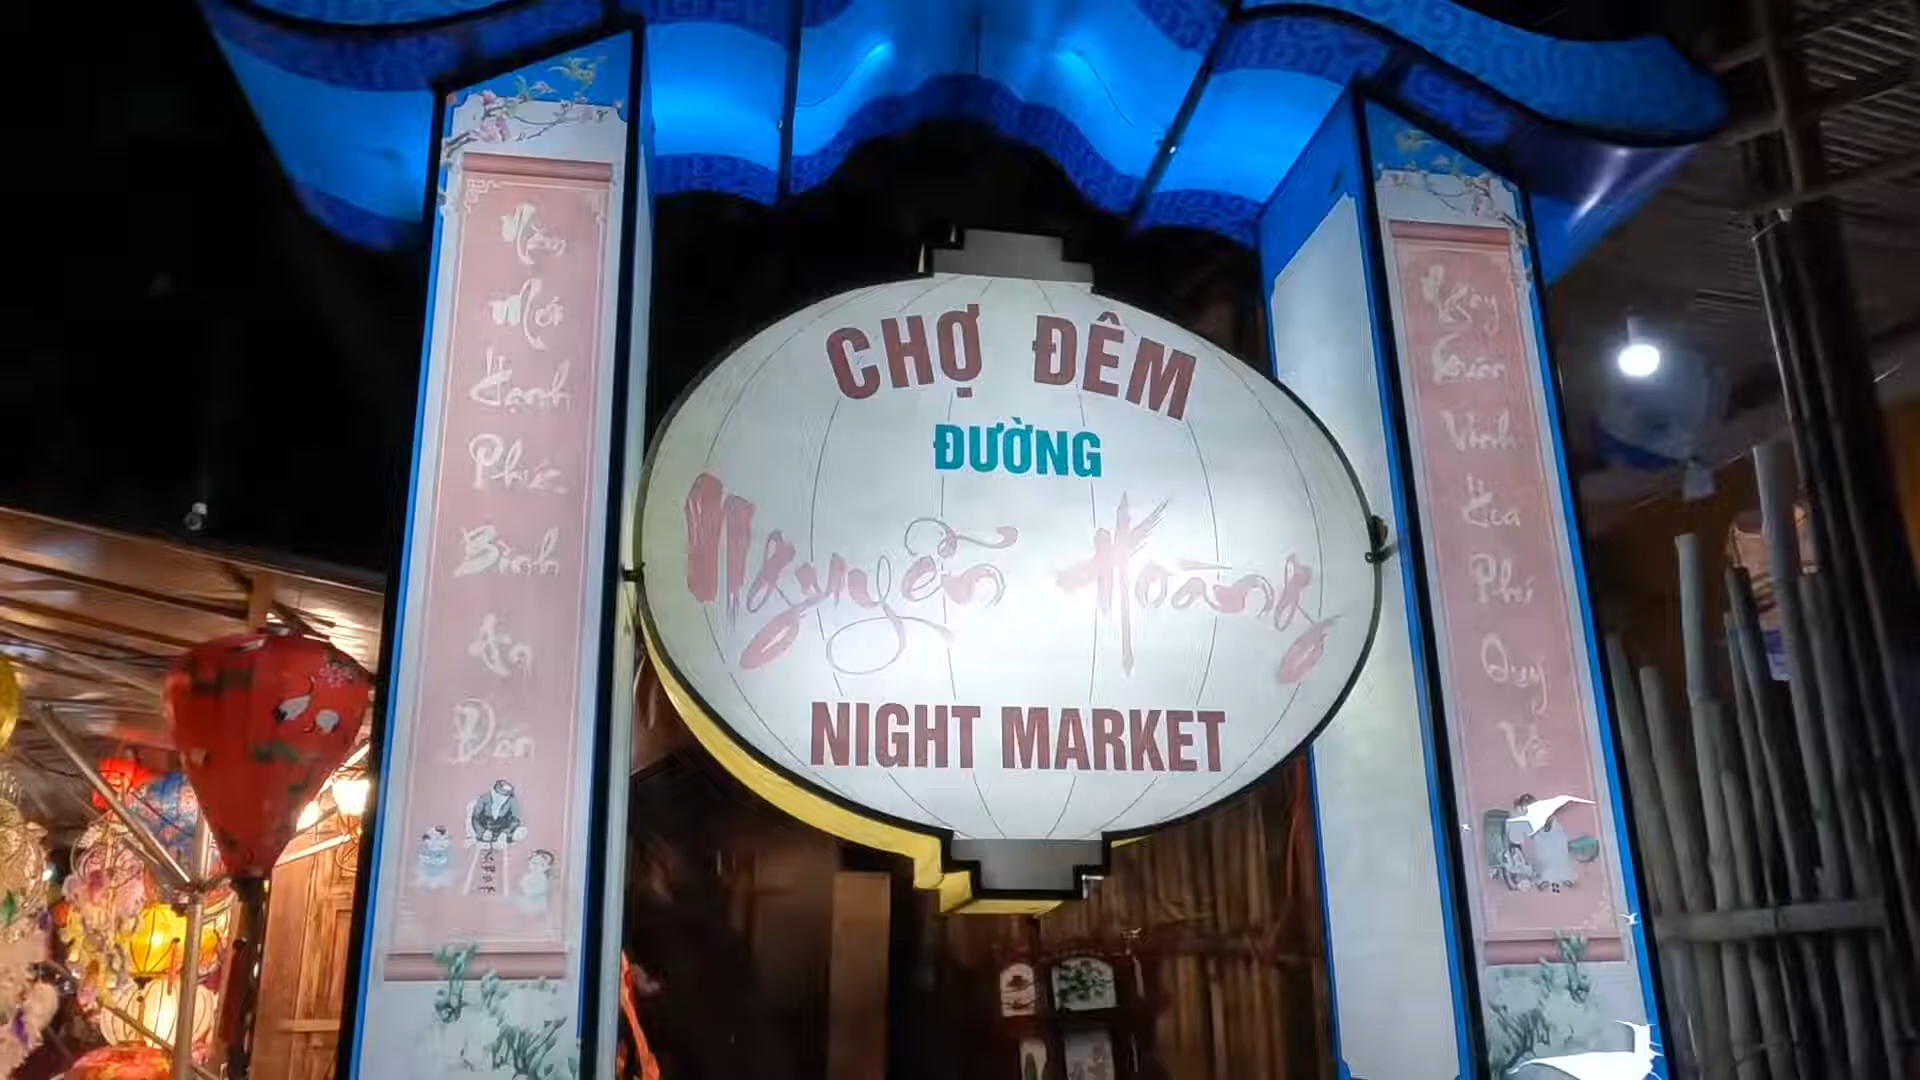 Năm
Mới
Hạnh
Phúc
Bình
An
Đến
CHỢ ĐÊM
ĐƯỜNG
Nguyễn Hoàng
NIGHT MARKET
Ngày
Xuân
Vinh
Hoa
Phú
Quý
Về